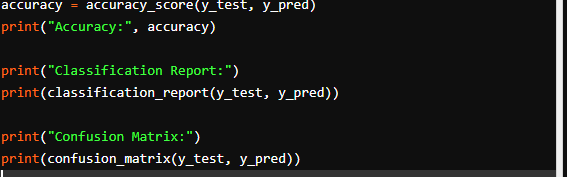 accuracy = accuracy_score(y_test, y_pred)
print("Accuracy:", accuracy)
print("Classification Report:")
print(classification_report(y_test, y_pred))
print("Confusion Matrix:")
print(confusion_matrix(y_test, y_pred))